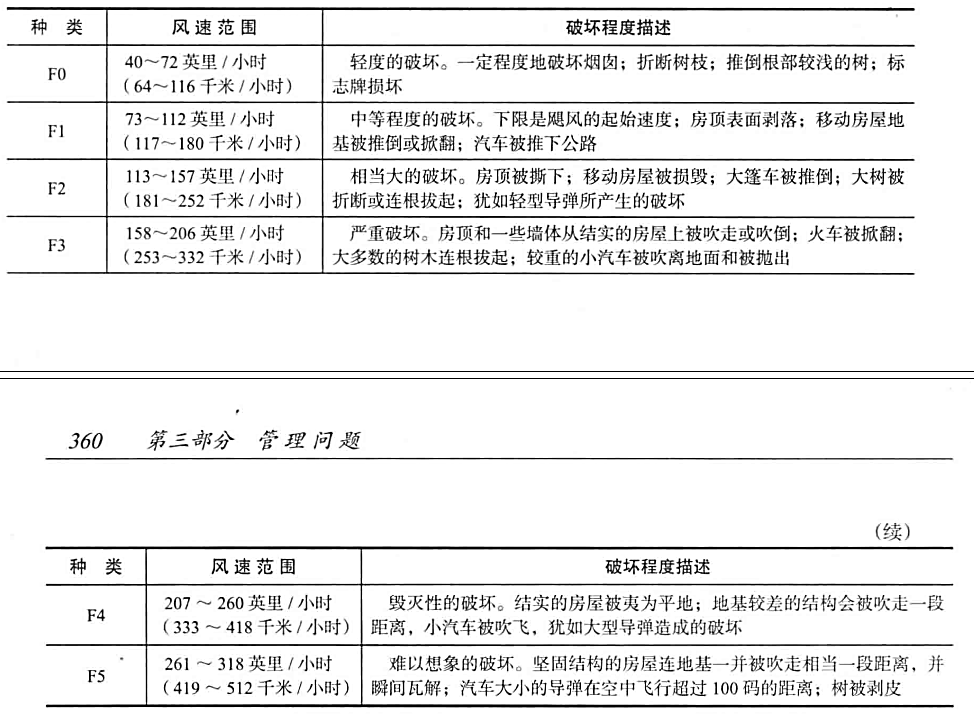 种 类 风 速 范 围 破坏程度描述
F0 40～72 英里 / 小时 轻度的破坏。一定程度地破坏烟囱；折断树枝；推倒根部较浅的树；标
（64～116 千米 / 小时） 志牌损坏
F1 73～112 英里 / 小时 中等程度的破坏。下限是飓风的起始速度；房顶表面剥落；移动房屋地
（117～180 千米 / 小时） 基被推倒或掀翻；汽车被推下公路
F2 113～157 英里 / 小时 相当大的破坏。房顶被撕下；移动房屋被损毁；大篷车被推倒；大树被
（181～252 千米 / 小时） 折断或连根拔起；犹如轻型导弹所产生的破坏
F3 158～206 英里 / 小时 严重破坏。房顶和一些墙体从结实的房屋上被吹走或吹倒；火车被掀翻；
（253～332 千米 / 小时） 大多数的树木连根拔起；较重的小汽车被吹离地面和被抛出
360 第三部分 管理问题
（续）
种 类 风 速 范 围 破坏程度描述
F4 207 ～ 260 英里 / 小时 毁灭性的破坏。结实的房屋被夷为平地；地基较差的结构会被吹走一段
（333 ～ 418 千米 / 小时） 距离，小汽车被吹飞，犹如大型导弹造成的破坏
F5 261 ～ 318 英里 / 小时 难以想象的破坏。坚固结构的房屋连地基一并被吹走相当一段距离，并
（419 ～ 512 千米 / 小时） 瞬间瓦解；汽车大小的导弹在空中飞行超过 100 码的距离；树被剥皮